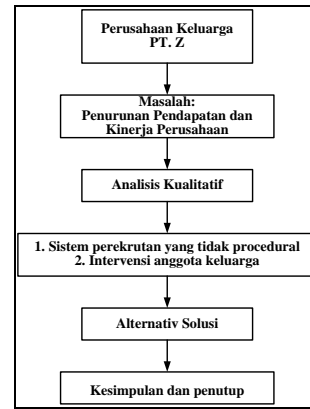 Perusahaan Keluarga
PT. Z
Masalah:
Penurunan Pendapatan dan
Kinerja Perusahaan
Analisis Kualitatif
1. Sistem perekrutan yang tidak procedural
2. Intervensi anggota keluarga
Alternativ Solusi
Kesimpulan dan penutup